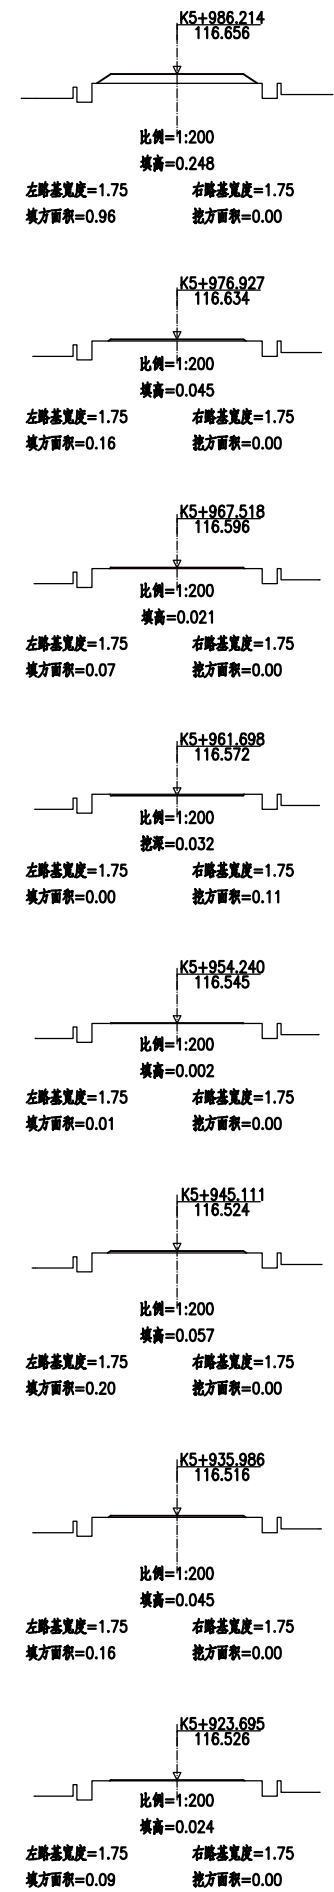 K5+986.214
116.656
比例=1:200
填高=0.248
左路基宽度=1.75 右路基宽度=1.75
填方面积=0.96 挖方面积=0.00
K5+976.927
116.634
比例=1:200
填高=0.045
左路基宽度=1.75 右路基宽度=1.75
填方面积=0.16 挖方面积=0.00
K5+967.518
116.596
比例=1:200
填高=0.021
左路基宽度=1.75 右路基宽度=1.75
填方面积=0.07 挖方面积=0.00
K5+961.698
116.572
比例=1:200
挖深=0.032
左路基宽度=1.75 右路基宽度=1.75
填方面积=0.00 挖方面积=0.11
K5+954.240
116.545
比例=1:200
填高=0.002
左路基宽度=1.75 右路基宽度=1.75
填方面积=0.01 挖方面积=0.00
K5+945.111
116.524
比例=1:200
填高=0.057
左路基宽度=1.75 右路基宽度=1.75
填方面积=0.20 挖方面积=0.00
K5+935.986
116.516
比例=1:200
填高=0.045
左路基宽度=1.75 右路基宽度=1.75
填方面积=0.16 挖方面积=0.00
K5+923.695
116.526
比例=1:200
填高=0.024
左路基宽度=1.75 右路基宽度=1.75
填方面积=0.09 挖方面积=0.00